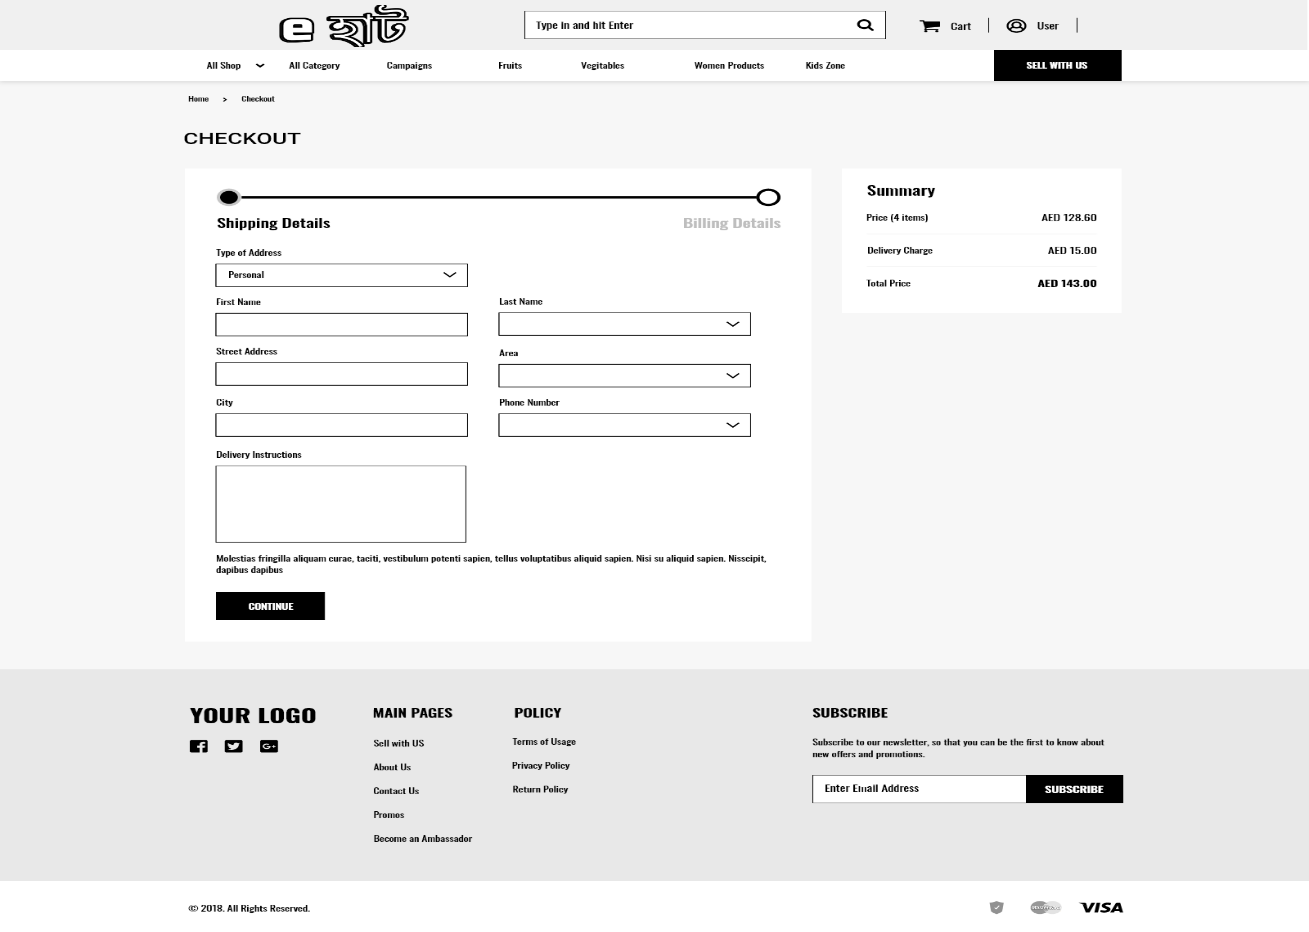 e হাট
Type in and hit Enter
Cart
User
All Shop
All Category
Campaigns
Fruits
Vegitables
Women Products
Kids Zone
SELL WITH US
Home > Checkout
CHECKOUT
Shipping Details
Billing Details
Type of Address
Personal
First Name
Last Name
Street Address
Area
City
Phone Number
Delivery Instructions
Molestias fringilla aliquam curae, taciti, vestibulum potenti sapien, tellus voluptatibus aliquid sapien. Nisi su aliquid sapien. Nisscipit,
dapibus dapibus
CONTINUE
Summary
Price (4 items) AED 128.60
Delivery Charge AED 15.00
Total Price AED 143.00
YOUR LOGO
G+
MAIN PAGES
Sell with US
About Us
Contact Us
Promos
Become an Ambassador
POLICY
Terms of Usage
Privacy Policy
Return Policy
SUBSCRIBE
Subscribe to our newsletter, so that you can be the first to know about
new offers and promotions.
Enter Email Address
SUBSCRIBE
© 2018. All Rights Reserved.
VISA